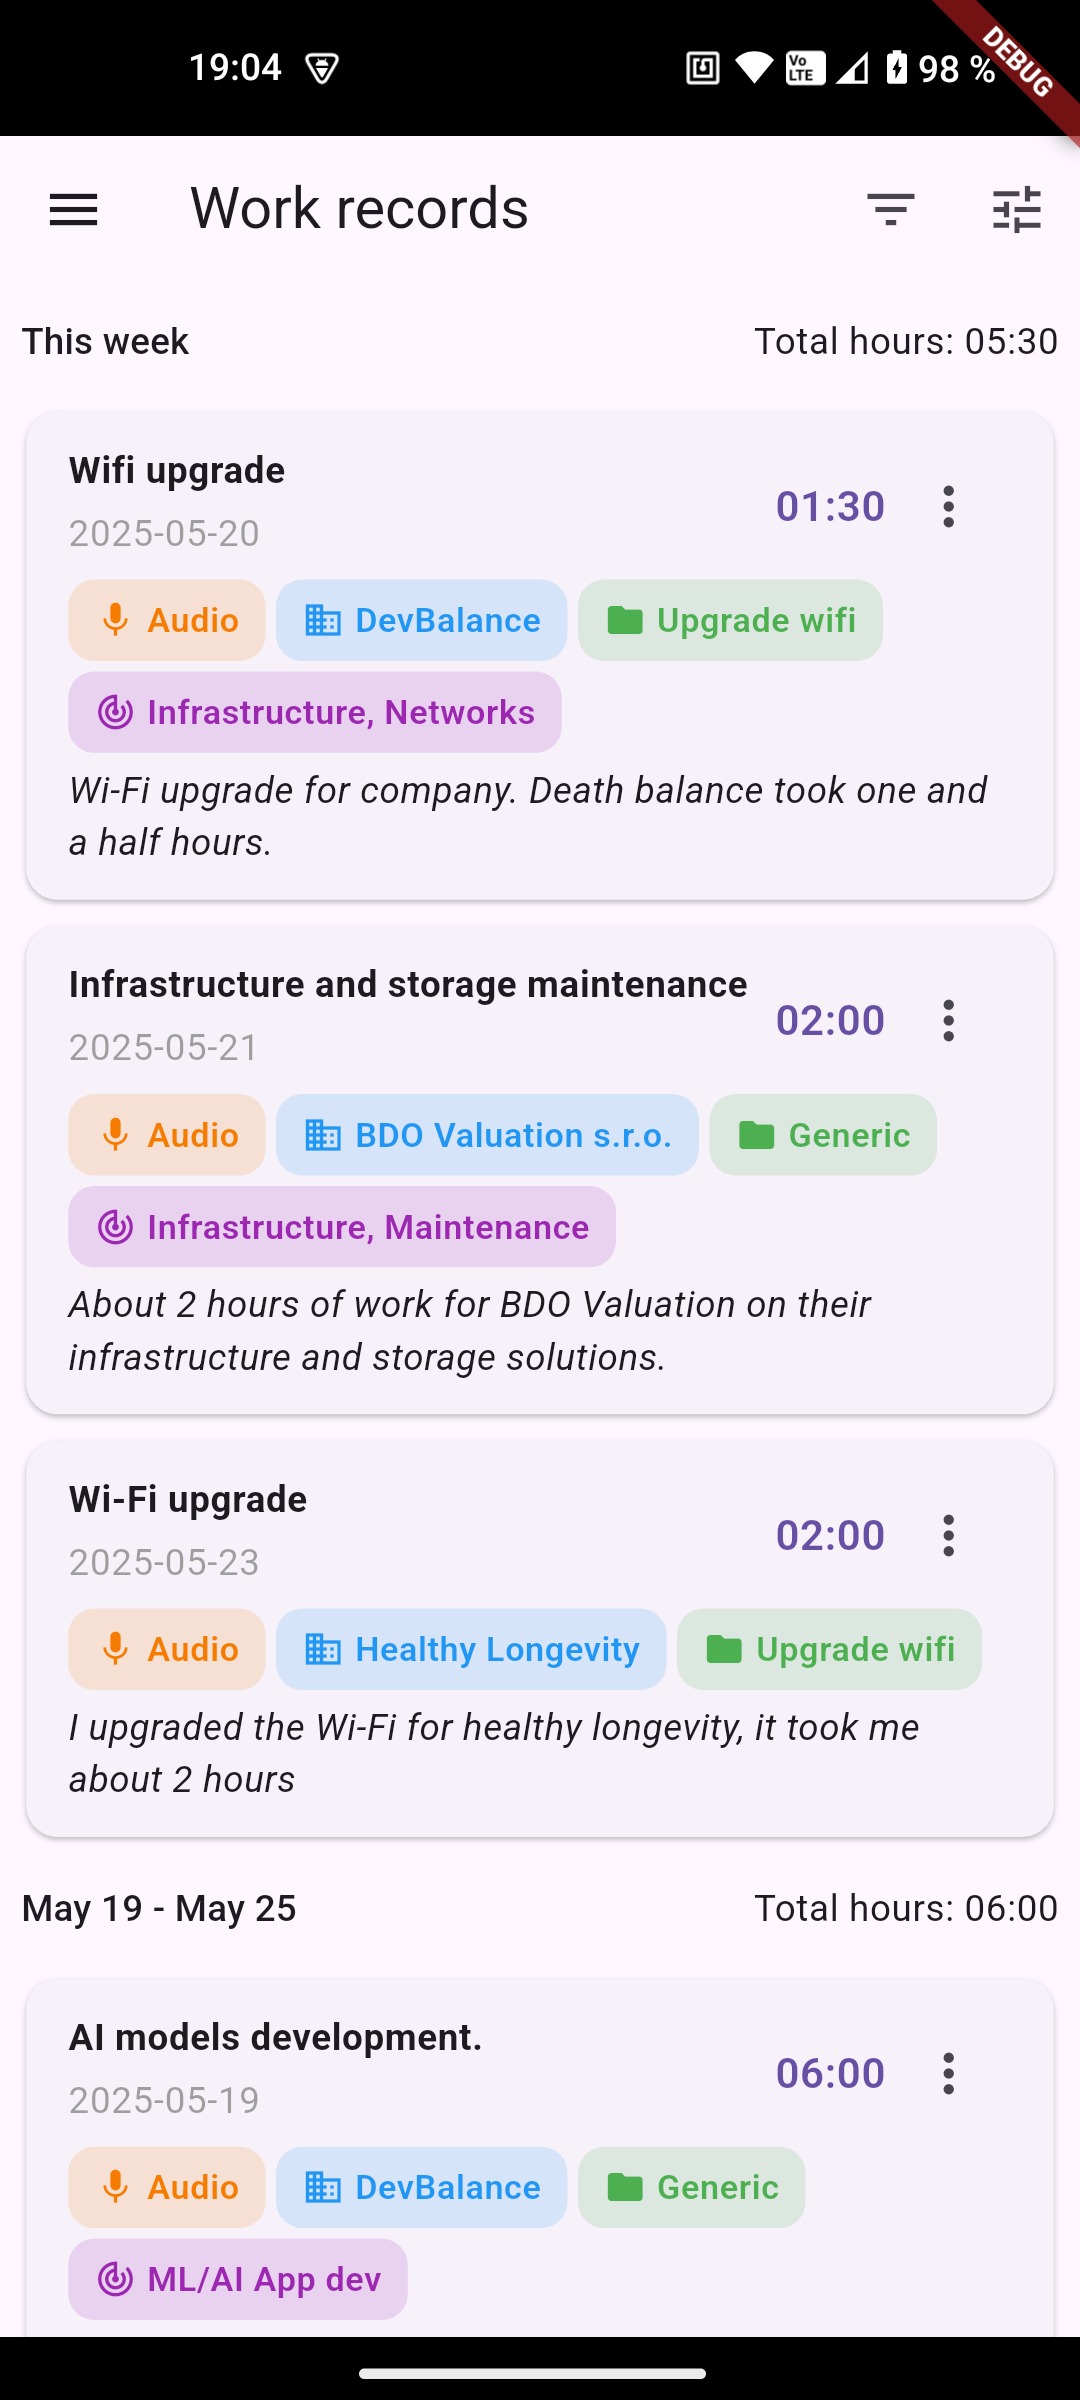 19:04
Vo LTE
98 %
DEBUG
Work records
This week
Total hours: 05:30
Wifi upgrade
01:30
2025-05-20
Audio
DevBalance
Upgrade wifi
Infrastructure, Networks
Wi-Fi upgrade for company. Death balance took one and
a half hours.
Infrastructure and storage maintenance
02:00
2025-05-21
Audio
BDO Valuation s.r.o.
Generic
Infrastructure, Maintenance
About 2 hours of work for BDO Valuation on their
infrastructure and storage solutions.
Wi-Fi upgrade
02:00
2025-05-23
Audio
Healthy Longevity
Upgrade wifi
I upgraded the Wi-Fi for healthy longevity, it took me
about 2 hours
May 19 - May 25
Total hours: 06:00
AI models development.
06:00
2025-05-19
Audio
DevBalance
Generic
ML/AI App dev